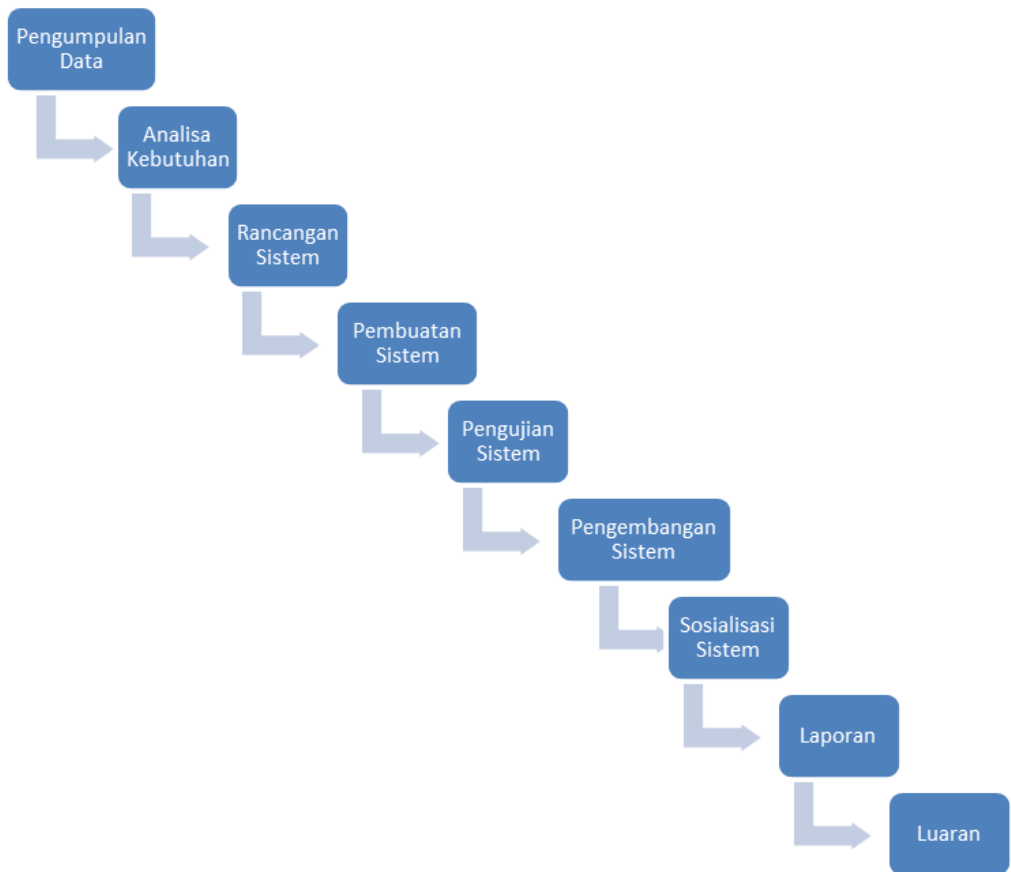 Pengumpulan
Data
Analisa
Kebutuhan
Rancangan
Sistem
Pembuatan
Sistem
Pengujian
Sistem
Pengembangan
Sistem
Sosialisasi
Sistem
Laporan
Luaran